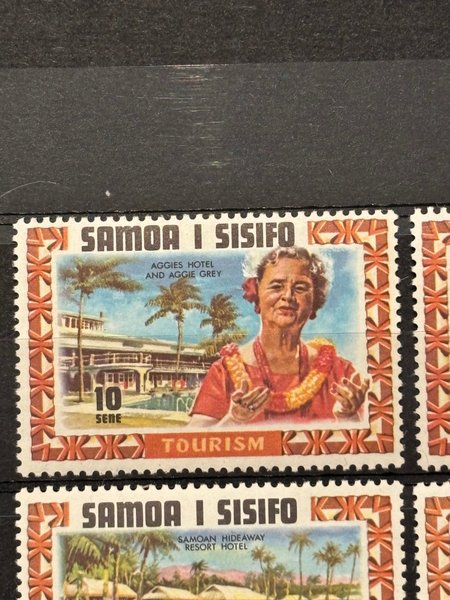 SAMOA I SISIFO
AGGIES HOTEL
AND AGGIE GREY
10
SENE
TOURISM
SAMOA I SISIFO
SAMOAN HIDEAWAY
RESORT HOTEL